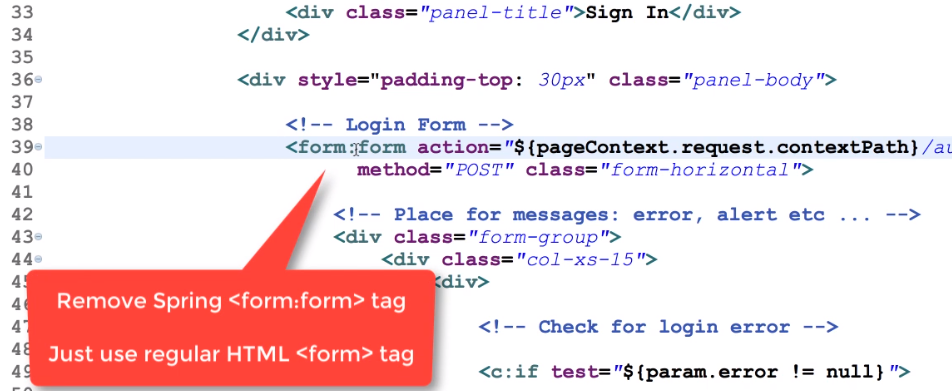 33 <div class="panel-title">Sign In</div>
34 </div>
35
36 <div style="padding-top: 30px" class="panel-body">
37
38 <!-- Login Form -->
39 <form:form action="${pageContext.request.contextPath}/au
40 method="POST" class="form-horizontal">
41
42 <!-- Place for messages: error, alert etc ... -->
43 <div class="form-group">
44 <div class="col-xs-15">
45 <div>
46
Remove Spring <form:form> tag
47 <!-- Check for login error -->
48
Just use regular HTML <form> tag
49 <c:if test="${param.error != null}">